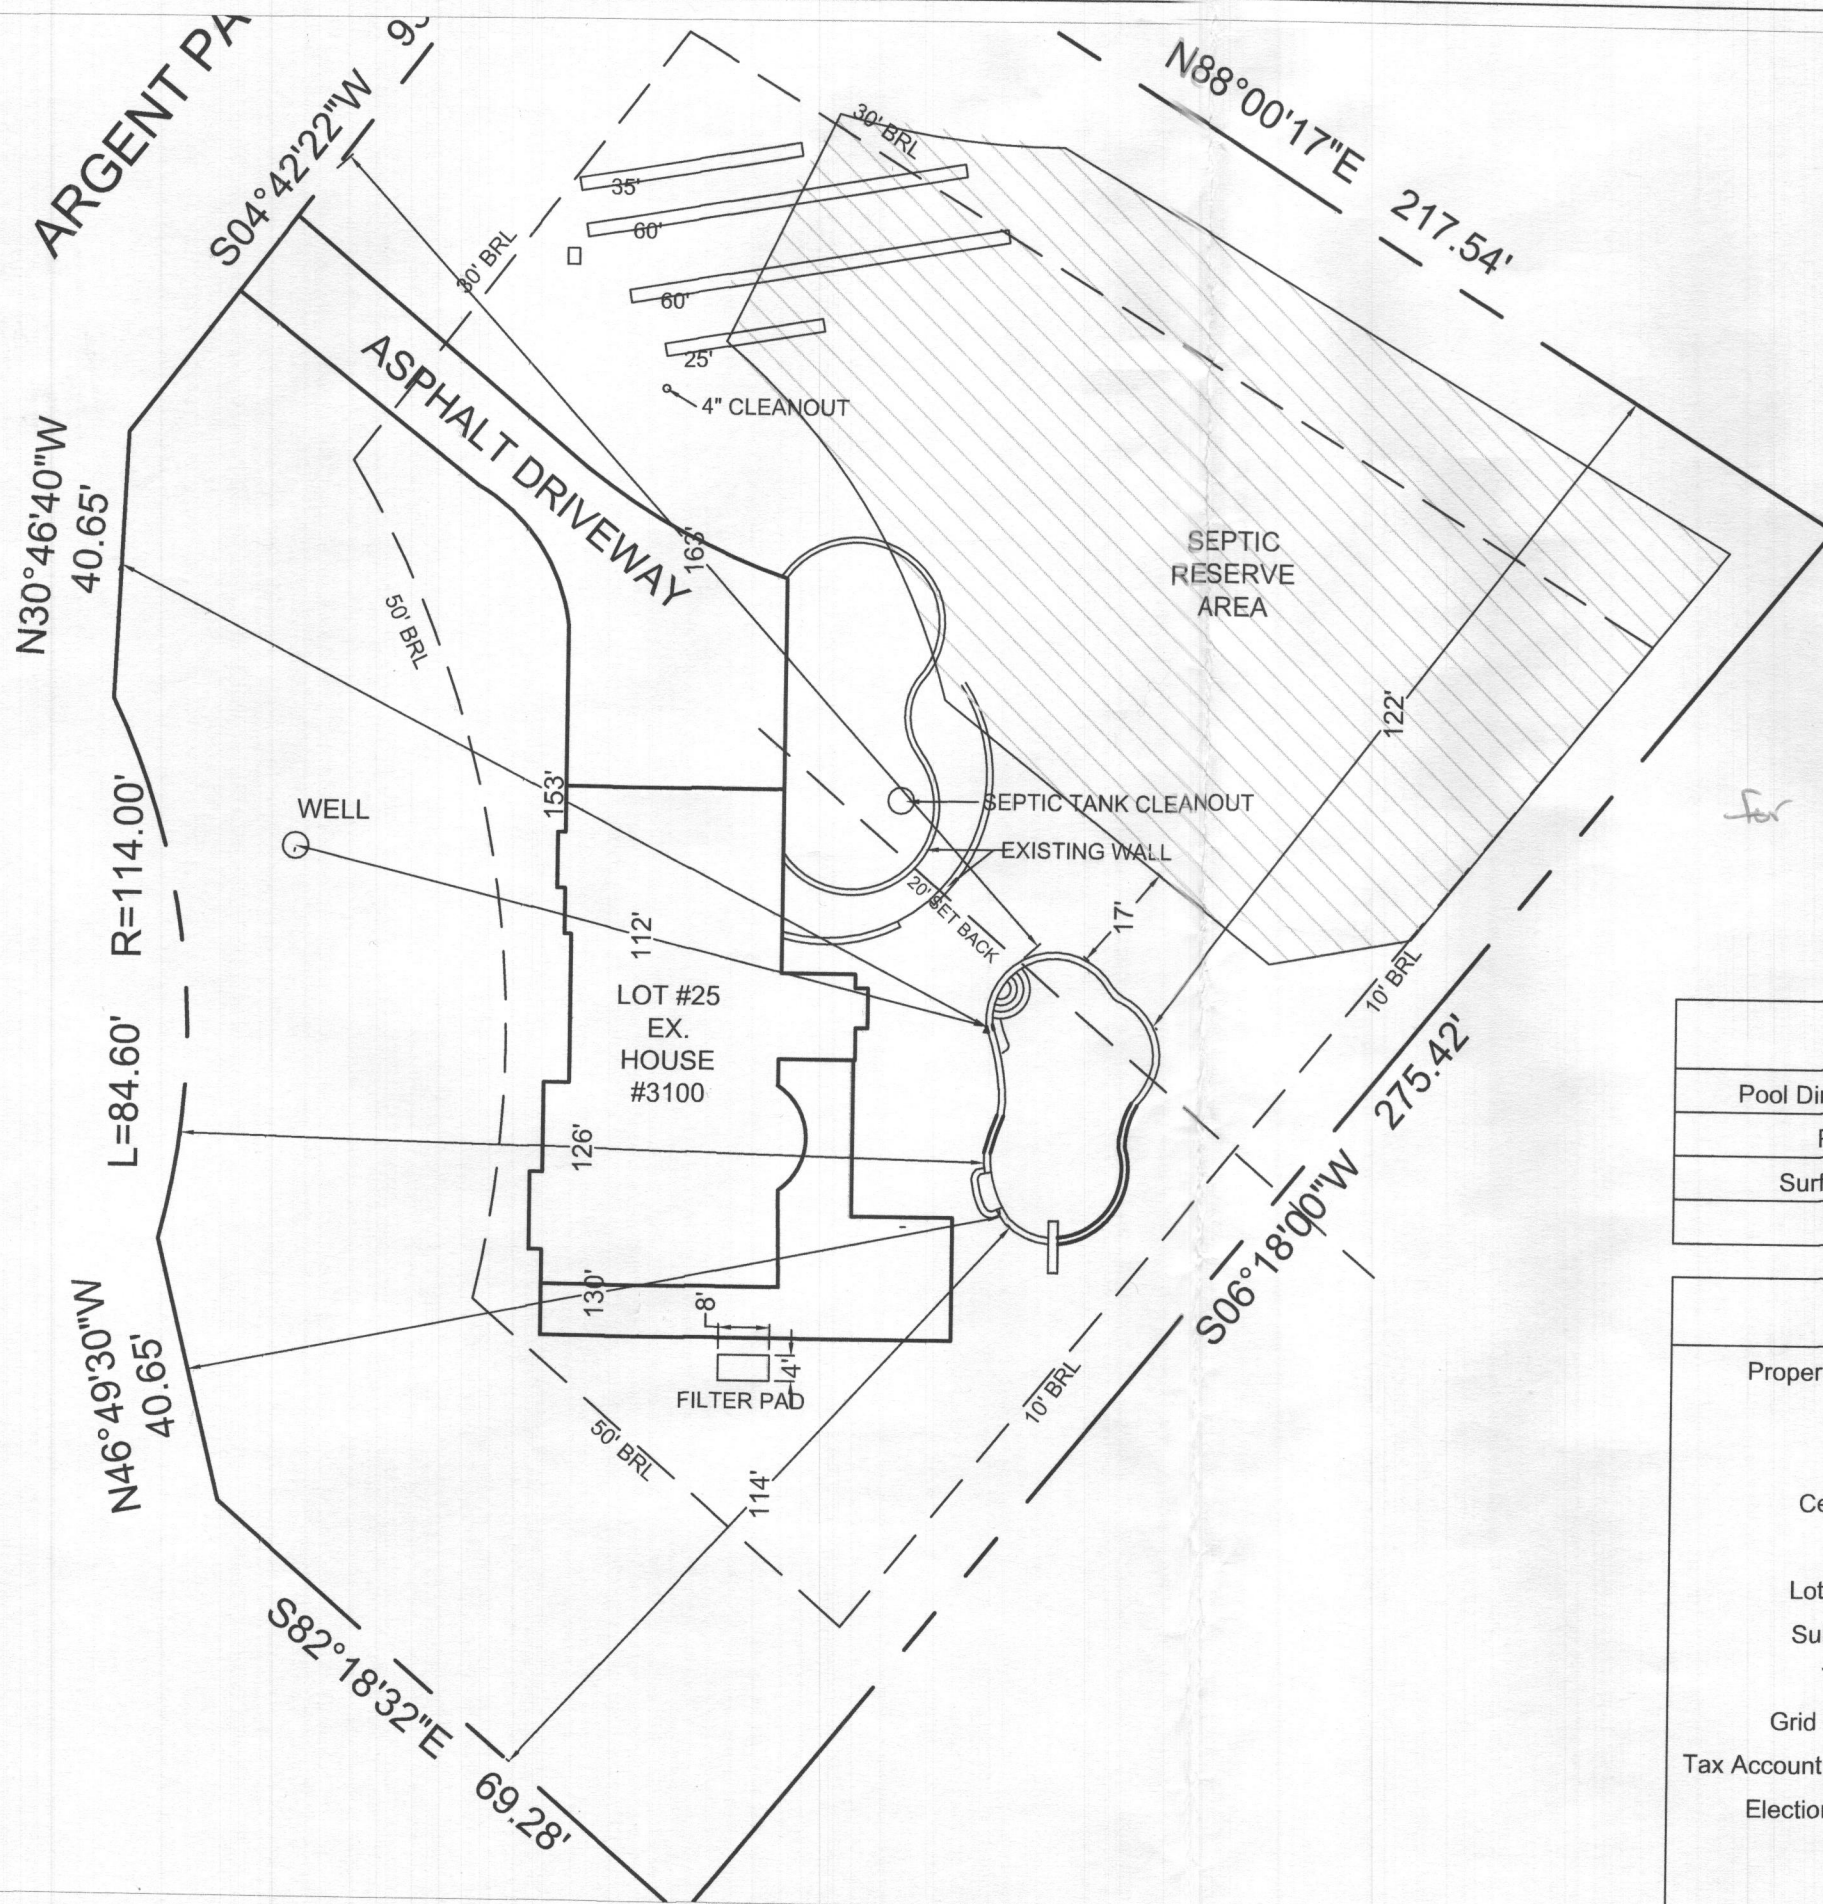 ARGENT PA
S04°42'22"W
N88°00'17"E 217.54'
30' BRL
35'
60'
30' BRL
60'
25'
4" CLEANOUT
ASPHALT DRIVEWAY
N30°46'40"W
40.65'
163'
SEPTIC
RESERVE
AREA
50' BRL
122'
153'
WELL
SEPTIC TANK CLEANOUT
for
EXISTING WALL
R=114.00'
L=84.60'
20' SET BACK
17'
112'
10' BRL
LOT #25
EX.
HOUSE
#3100
275.42'
S06°18'00"W
126'
130'
8'
4'
FILTER PAD
N46°49'30"W
40.65'
50' BRL
10' BRL
114'
S82°18'32"E
69.28'
Pool Di
Surf
Proper
Ce
Lot
Su
Grid
Tax Account
Election